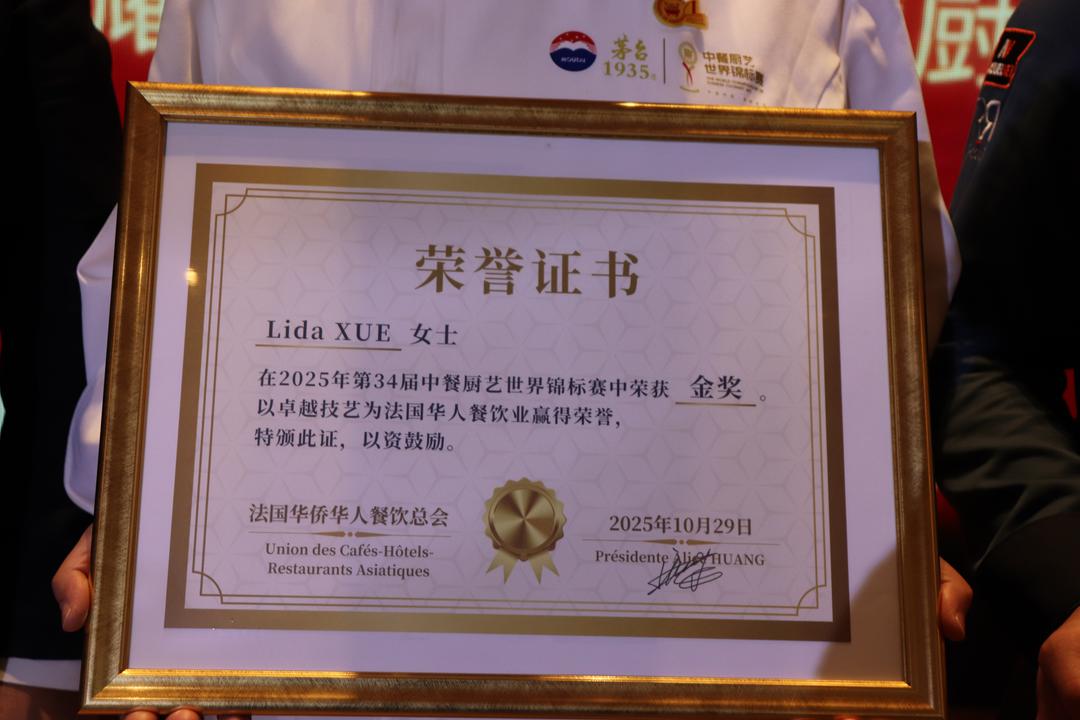 厨
MOUTAI
茅台
1935
中餐厨艺
世界锦标赛
荣誉证书
Lida XUE 女士
在2025年第34届中餐厨艺世界锦标赛中荣获 金奖 。
以卓越技艺为法国华人餐饮业赢得荣誉，
特颁此证，以资鼓励。
法国华侨华人餐饮总会
Union des Cafés-Hôtels-
Restaurants Asiatiques
2025年10月29日
Présidente HUANG